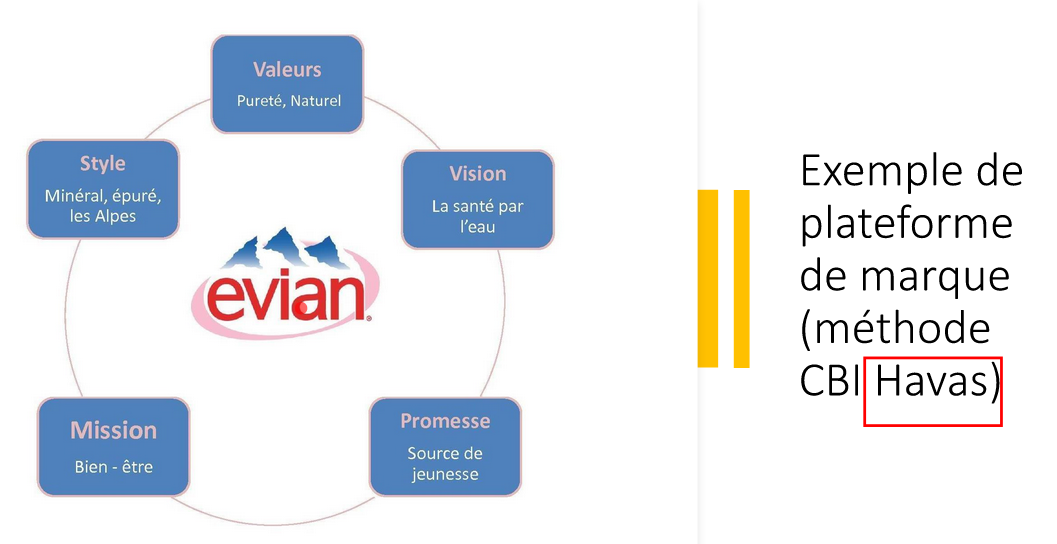 Valeurs
Pureté, Naturel
Style
Minéral, épuré,
les Alpes
Vision
La santé par
l’eau
evian®
Mission
Bien - être
Promesse
Source de
jeunesse
Exemple de
plateforme
de marque
(méthode
CBI Havas)